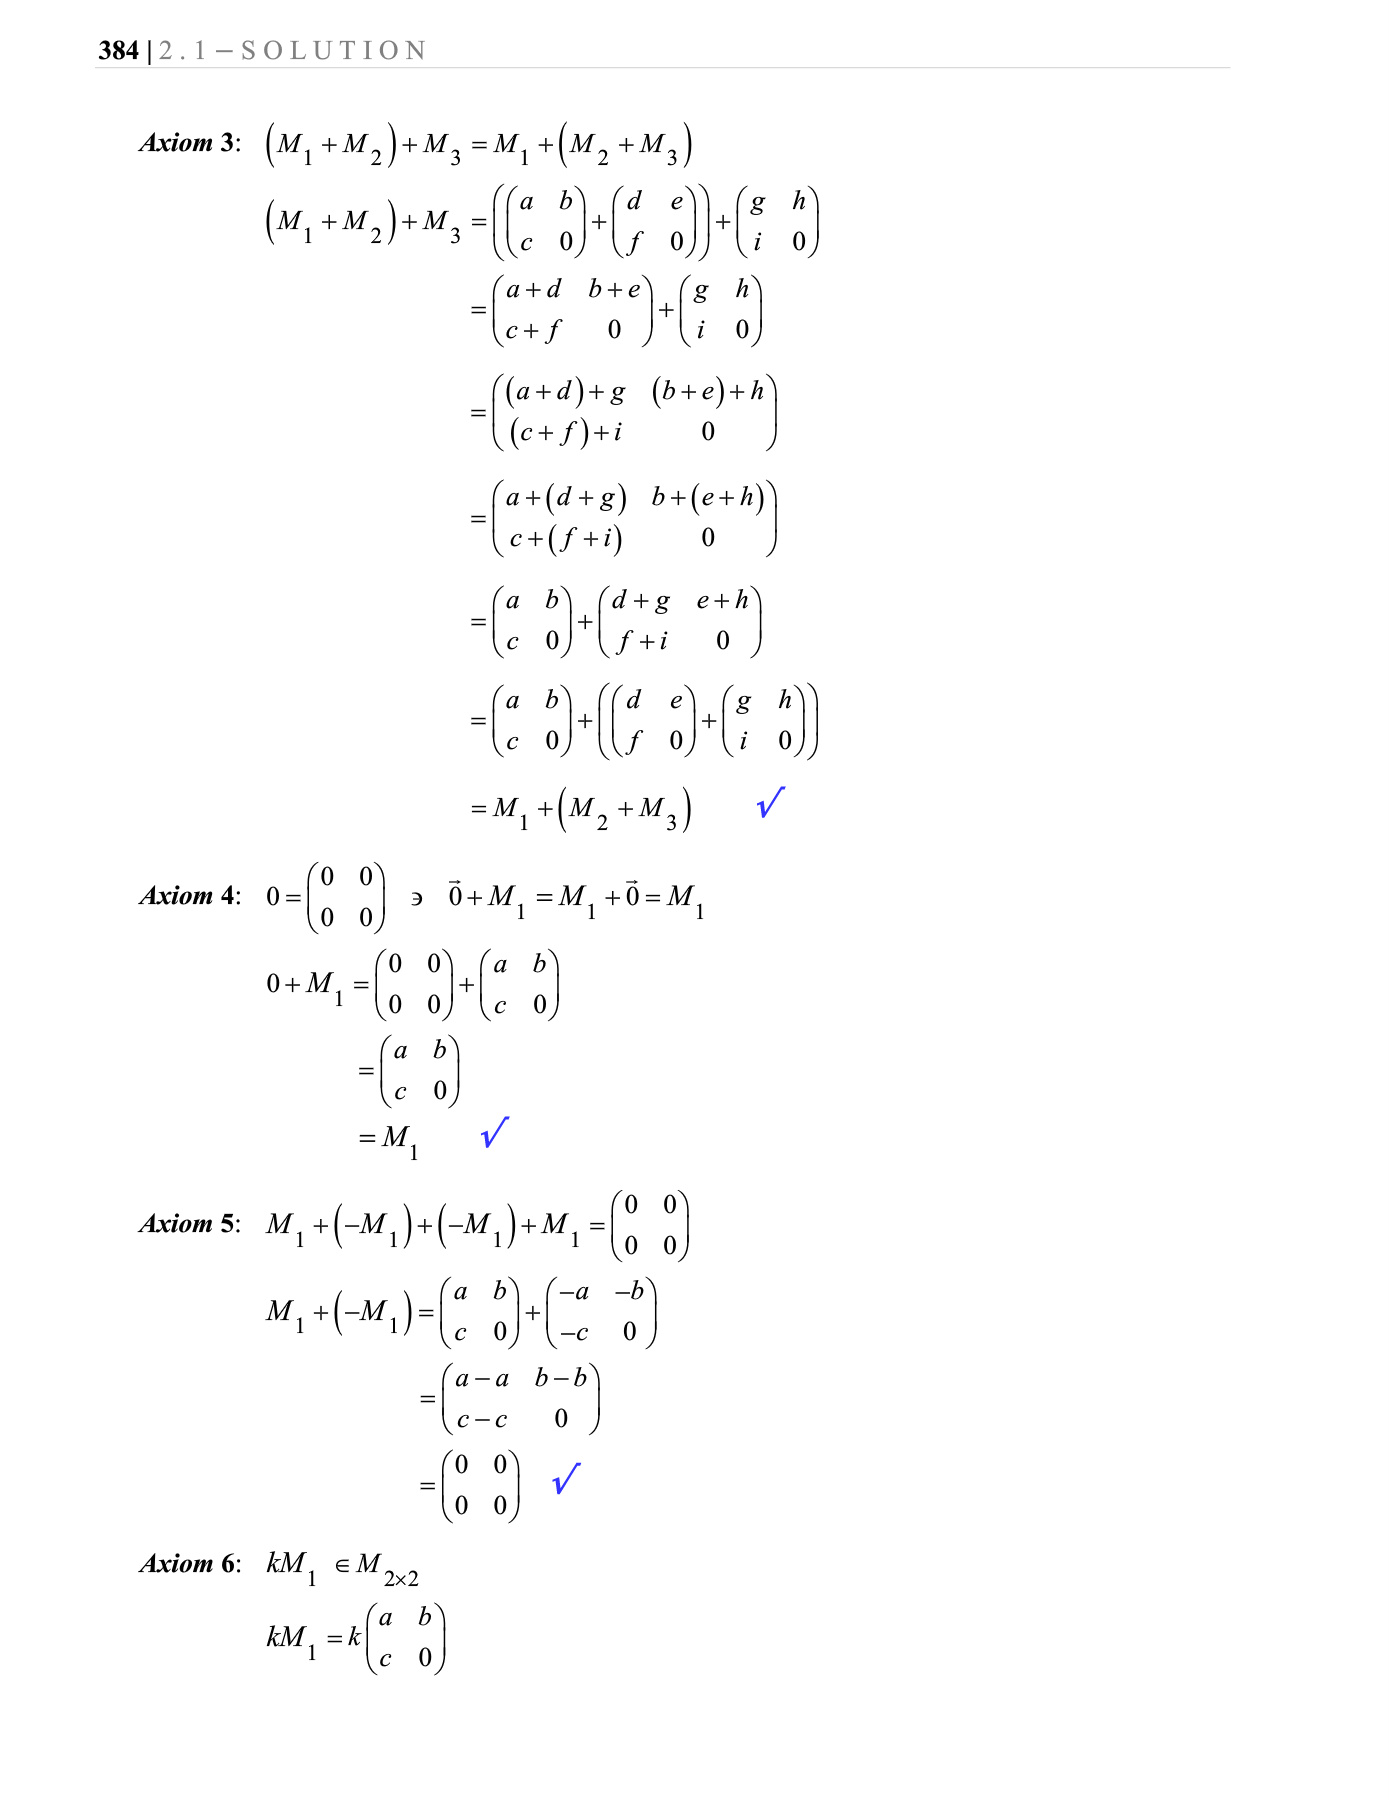 384 | 2.1 – SOLUTION
Axiom 3: $(M_1 + M_2) + M_3 = M_1 + (M_2 + M_3)$
$(M_1 + M_2) + M_3 = \left(\begin{pmatrix} a & b \\ c & 0 \end{pmatrix} + \begin{pmatrix} d & e \\ f & 0 \end{pmatrix}\right) + \begin{pmatrix} g & h \\ i & 0 \end{pmatrix}$
$= \begin{pmatrix} a+d & b+e \\ c+f & 0 \end{pmatrix} + \begin{pmatrix} g & h \\ i & 0 \end{pmatrix}$
$= \begin{pmatrix} (a+d)+g & (b+e)+h \\ (c+f)+i & 0 \end{pmatrix}$
$= \begin{pmatrix} a+(d+g) & b+(e+h) \\ c+(f+i) & 0 \end{pmatrix}$
$= \begin{pmatrix} a & b \\ c & 0 \end{pmatrix} + \begin{pmatrix} d+g & e+h \\ f+i & 0 \end{pmatrix}$
$= \begin{pmatrix} a & b \\ c & 0 \end{pmatrix} + \left(\begin{pmatrix} d & e \\ f & 0 \end{pmatrix} + \begin{pmatrix} g & h \\ i & 0 \end{pmatrix}\right)$
$= M_1 + (M_2 + M_3)$ √
Axiom 4: $0 = \begin{pmatrix} 0 & 0 \\ 0 & 0 \end{pmatrix} \ni \vec{0} + M_1 = M_1 + \vec{0} = M_1$
$0 + M_1 = \begin{pmatrix} 0 & 0 \\ 0 & 0 \end{pmatrix} + \begin{pmatrix} a & b \\ c & 0 \end{pmatrix}$
$= \begin{pmatrix} a & b \\ c & 0 \end{pmatrix}$
$= M_1$ √
Axiom 5: $M_1 + (-M_1) + (-M_1) + M_1 = \begin{pmatrix} 0 & 0 \\ 0 & 0 \end{pmatrix}$
$M_1 + (-M_1) = \begin{pmatrix} a & b \\ c & 0 \end{pmatrix} + \begin{pmatrix} -a & -b \\ -c & 0 \end{pmatrix}$
$= \begin{pmatrix} a-a & b-b \\ c-c & 0 \end{pmatrix}$
$= \begin{pmatrix} 0 & 0 \\ 0 & 0 \end{pmatrix}$ √
Axiom 6: $kM_1 \in M_{2 \times 2}$
$kM_1 = k\begin{pmatrix} a & b \\ c & 0 \end{pmatrix}$